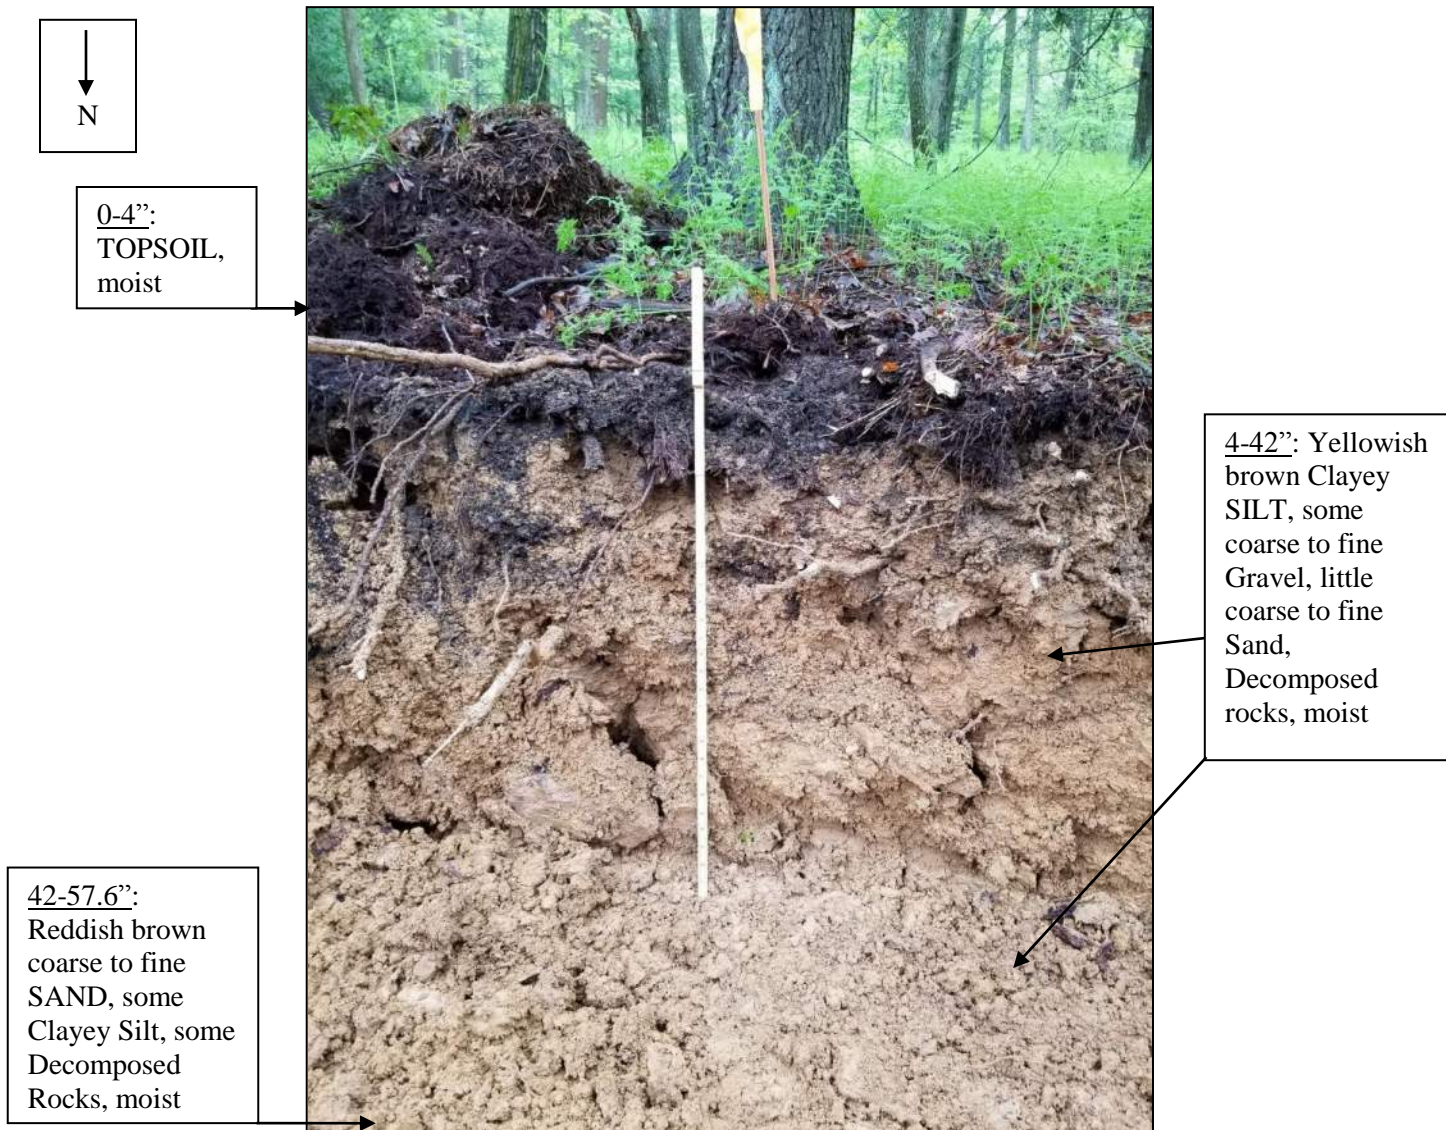 N
0-4”:
TOPSOIL,
moist
4-42”: Yellowish
brown Clayey
SILT, some
coarse to fine
Gravel, little
coarse to fine
Sand,
Decomposed
rocks, moist
42-57.6”:
Reddish brown
coarse to fine
SAND, some
Clayey Silt, some
Decomposed
Rocks, moist